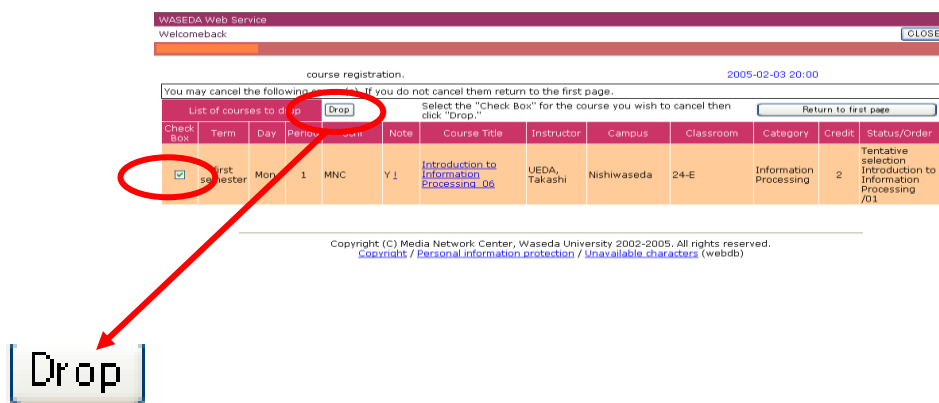 WASEDA Web Service
Welcomeback
CLOSE
course registration.
2005-02-03 20:00
You may cancel the following course(s). If you do not cancel them return to the first page.
List of courses to drop
Drop
Select the "Check Box" for the course you wish to cancel then
click "Drop."
Return to first page
Check
Box
Term
Day
Period
Note
Course Title
Instructor
Campus
Classroom
Category
Credit
Status/Order
first
semester
Mon
1
MNC
Y !
Introduction to
Information
Processing 06
UEDA,
Takashi
Nishiwaseda
24-E
Information
Processing
2
Tentative
selection
Introduction to
Information
Processing
/01
Copyright (C) Media Network Center, Waseda University 2002-2005. All rights reserved.
Copyright / Personal information protection / Unavailable characters (webdb)
Drop